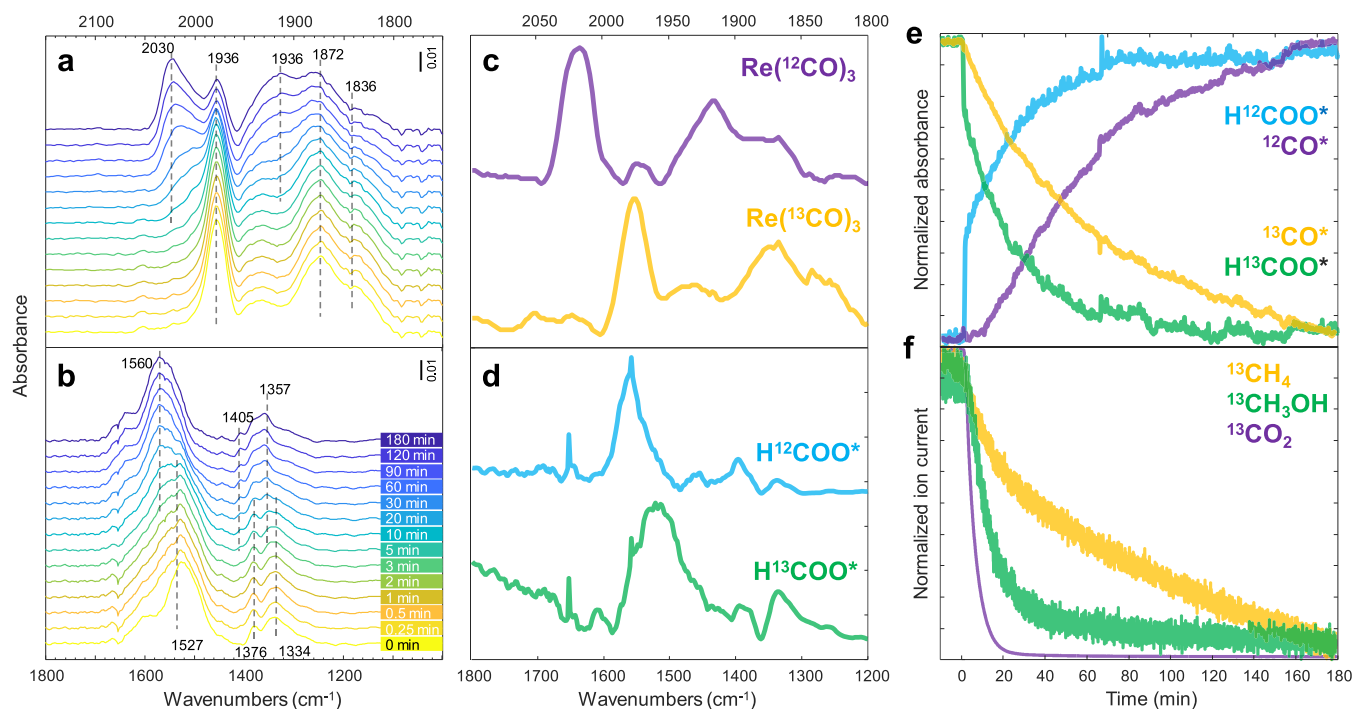 2100 2000 1900 1800
a
2030
1936
1936
1872
1836
0.01
Absorbance
b
1560
1405
1357
0.01
180 min
120 min
90 min
60 min
30 min
20 min
10 min
5 min
3 min
2 min
1 min
0.5 min
0.25 min
0 min
1527
1376
1334
1800 1600 1400 1200
Wavenumbers (cm⁻¹)
2050 2000 1950 1900 1850 1800
c
Re(¹²CO)₃
Re(¹³CO)₃
d
H¹²COO*
H¹³COO*
1800 1700 1600 1500 1400 1300 1200
Wavenumbers (cm⁻¹)
e
Normalized absorbance
H¹²COO*
¹²CO*
¹³CO*
H¹³COO*
f
Normalized ion current
¹³CH₄
¹³CH₃OH
¹³CO₂
0 20 40 60 80 100 120 140 160 180
Time (min)